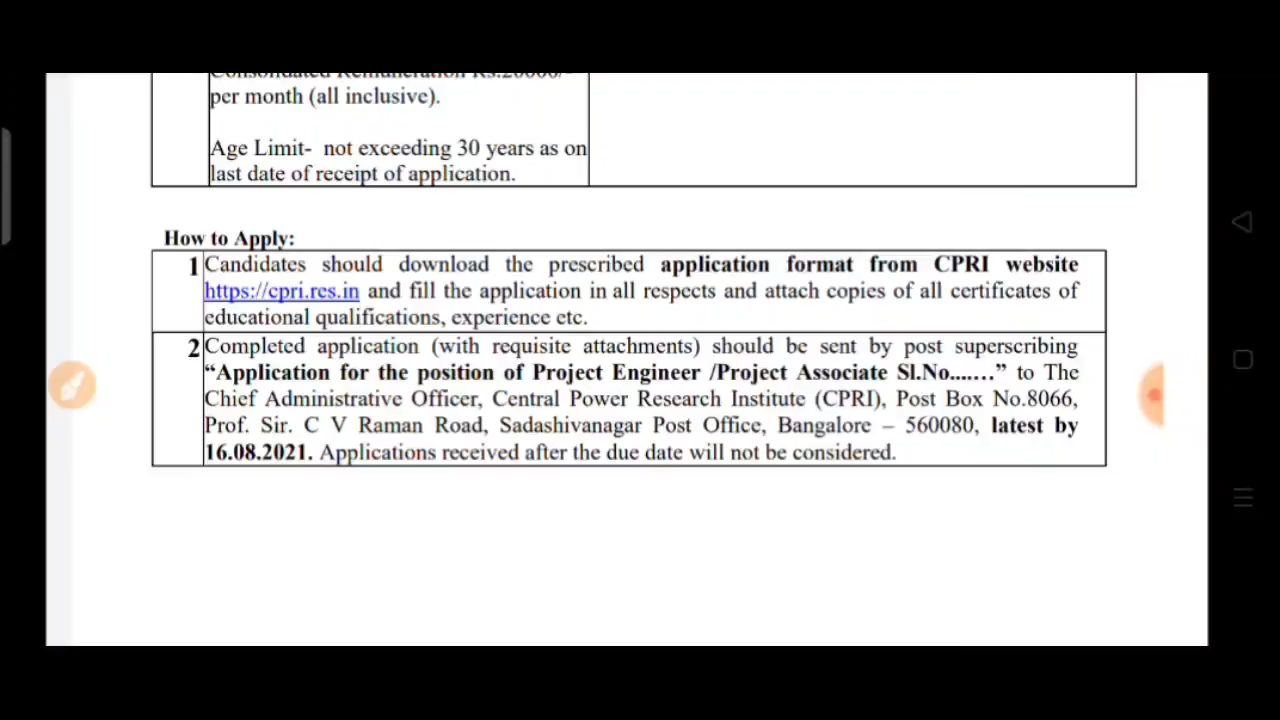 Consolidated Remuneration Rs.20000/-
per month (all inclusive).
Age Limit- not exceeding 30 years as on
last date of receipt of application.
How to Apply:
1 Candidates should download the prescribed application format from CPRI website
https://cpri.res.in and fill the application in all respects and attach copies of all certificates of
educational qualifications, experience etc.
2 Completed application (with requisite attachments) should be sent by post superscribing
“Application for the position of Project Engineer /Project Associate Sl.No.......” to The
Chief Administrative Officer, Central Power Research Institute (CPRI), Post Box No.8066,
Prof. Sir. C V Raman Road, Sadashivanagar Post Office, Bangalore – 560080, latest by
16.08.2021. Applications received after the due date will not be considered.